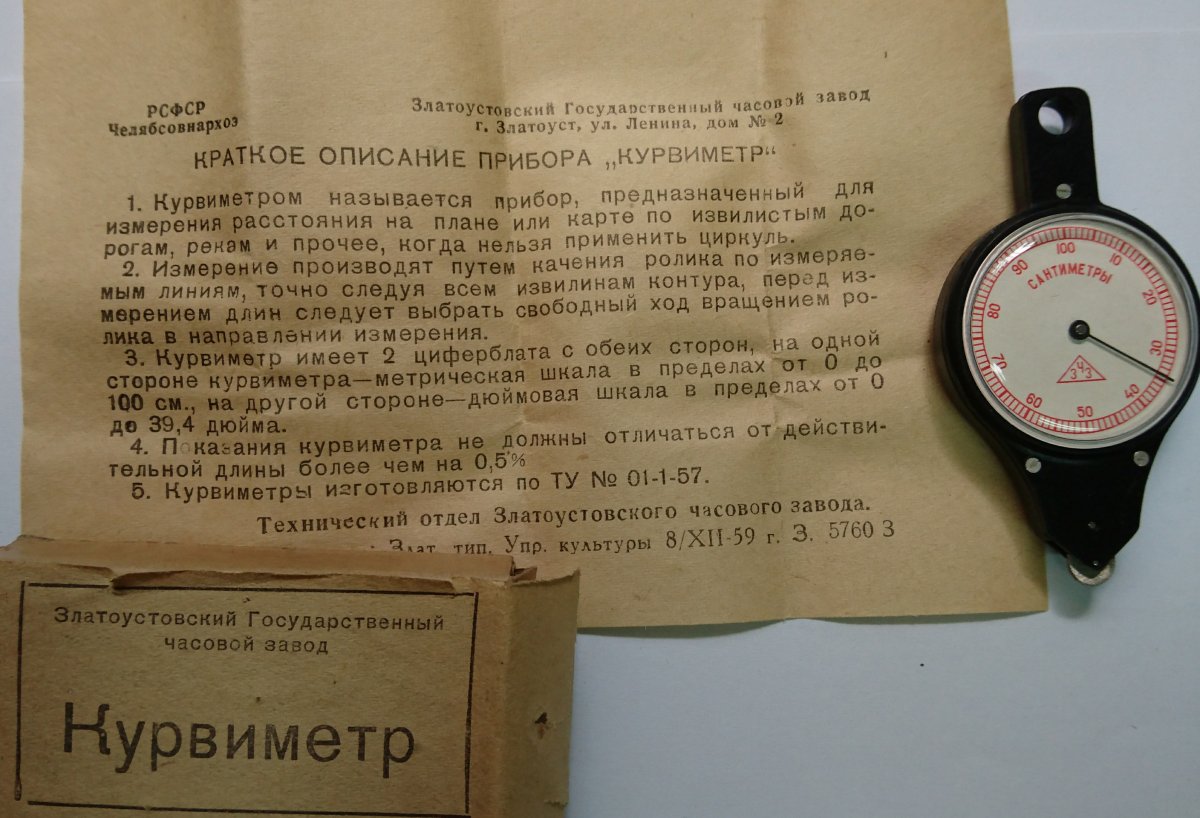 РСФСР
Челябсовнархоз
Златоустовский Государственный часовой завод
г. Златоуст, ул. Ленина, дом № 2
КРАТКОЕ ОПИСАНИЕ ПРИБОРА „КУРВИМЕТР“
1. Курвиметром называется прибор, предназначенный для
измерения расстояния на плане или карте по извилистым до-
рогам, рекам и прочее, когда нельзя применить циркуль.
2. Измерение производят путем качения ролика по измеряе-
мым линиям, точно следуя всем извилинам контура, перед из-
мерением длин следует выбрать свободный ход вращением ро-
лика в направлении измерения.
3. Курвиметр имеет 2 циферблата с обеих сторон, на одной
стороне курвиметра—метрическая шкала в пределах от 0 до
100 см., на другой стороне—дюймовая шкала в пределах от 0
до 39,4 дюйма.
4. Показания курвиметра не должны отличаться от действи-
тельной длины более чем на 0,5%
5. Курвиметры изготовляются по ТУ № 01-1-57.
Технический отдел Златоустовского часового завода.
Злат. тип. Упр. культуры 8/XII-59 г. З. 5760 3
Златоустовский Государственный
часовой завод
Курвиметр
100
10
20
30
40
50
60
70
80
90
САНТИМЕТРЫ
ЗЧЗ